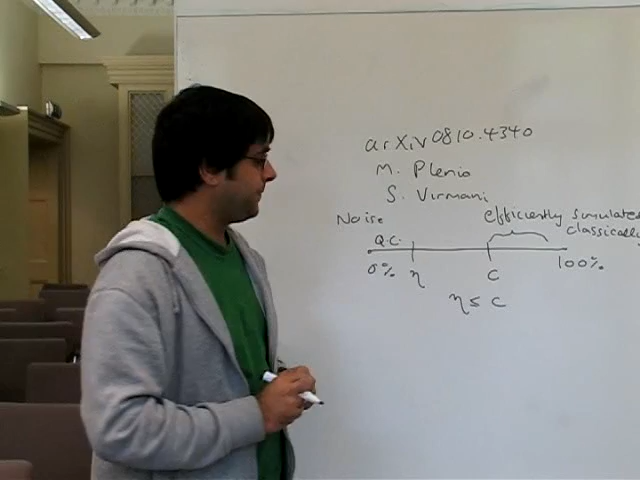 arXiv 0810.4340
M. Plenio
S. Virmani
Noise
efficiently simulated
classically
Q.C.
0% η C 100%
η ≤ C